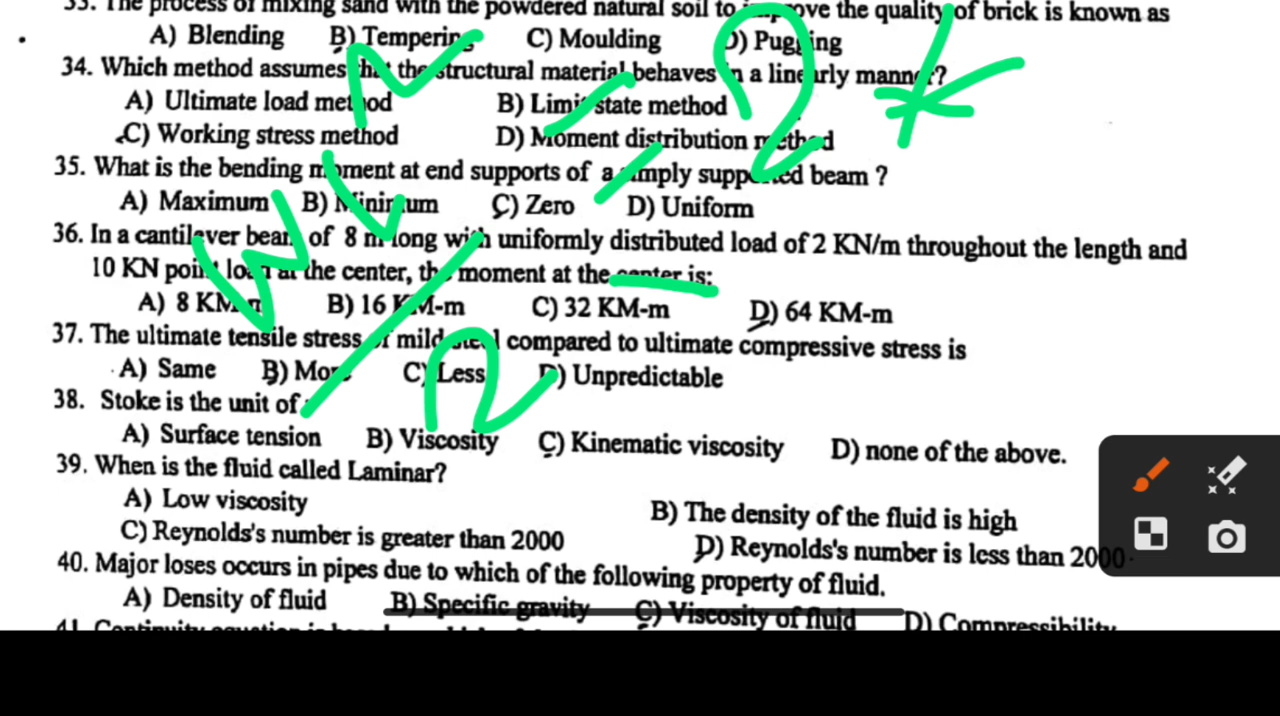 33. The process of mixing sand with the powdered natural soil to improve the quality of brick is known as
A) Blending B) Tempering C) Moulding D) Pugging
34. Which method assumes that the structural material behaves in a linearly manner?
A) Ultimate load method B) Limit state method
C) Working stress method D) Moment distribution method
35. What is the bending moment at end supports of a simply supported beam ?
A) Maximum B) Minimum C) Zero D) Uniform
36. In a cantilever beam of 8 m long with uniformly distributed load of 2 KN/m throughout the length and
10 KN point load at the center, the moment at the center is:
A) 8 KM-m B) 16 KM-m C) 32 KM-m D) 64 KM-m
37. The ultimate tensile stress of mild steel compared to ultimate compressive stress is
A) Same B) More C) Less D) Unpredictable
38. Stoke is the unit of
A) Surface tension B) Viscosity C) Kinematic viscosity D) none of the above.
39. When is the fluid called Laminar?
A) Low viscosity B) The density of the fluid is high
C) Reynolds's number is greater than 2000 D) Reynolds's number is less than 2000
40. Major loses occurs in pipes due to which of the following property of fluid.
A) Density of fluid B) Specific gravity C) Viscosity of fluid D) Compressibility
41. Continuity equation is